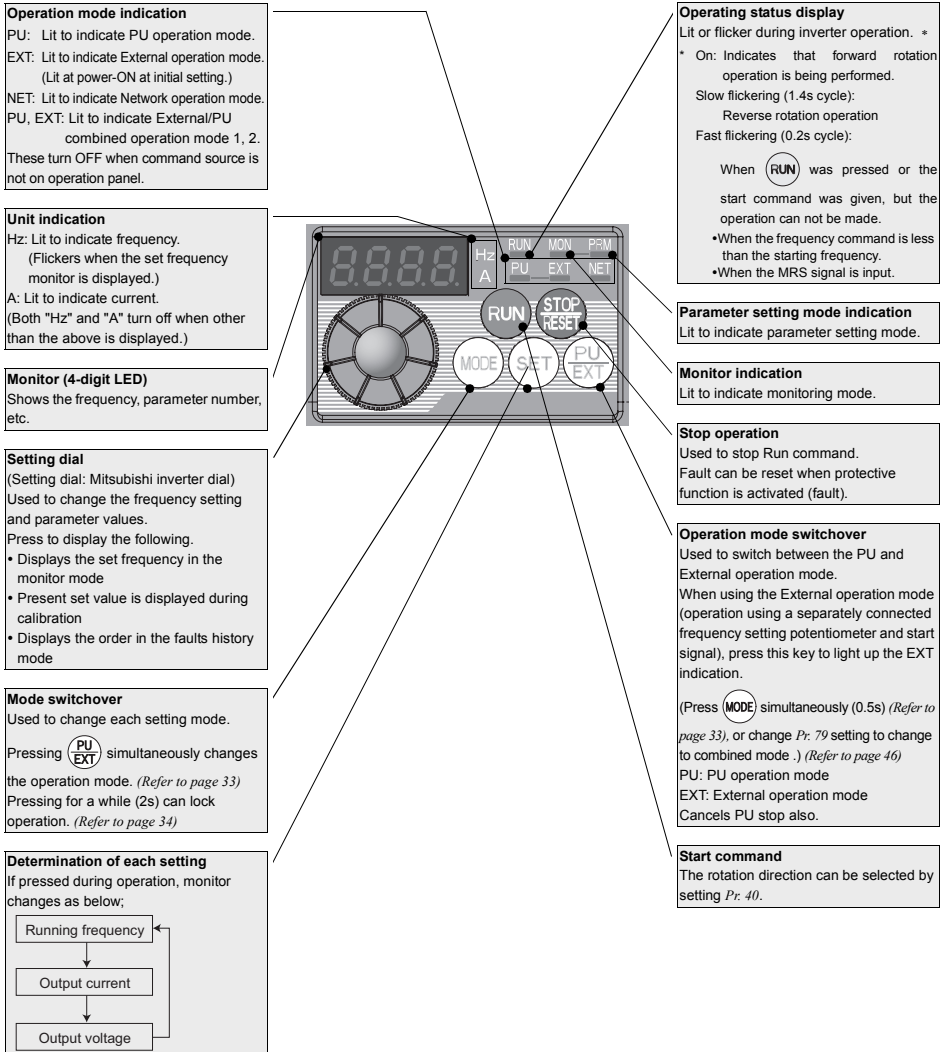 Operation mode indication
PU: Lit to indicate PU operation mode.
EXT: Lit to indicate External operation mode.
(Lit at power-ON at initial setting.)
NET: Lit to indicate Network operation mode.
PU, EXT: Lit to indicate External/PU
combined operation mode 1, 2.
These turn OFF when command source is
not on operation panel.
Unit indication
Hz: Lit to indicate frequency.
(Flickers when the set frequency
monitor is displayed.)
A: Lit to indicate current.
(Both "Hz" and "A" turn off when other
than the above is displayed.)
Monitor (4-digit LED)
Shows the frequency, parameter number,
etc.
Setting dial
(Setting dial: Mitsubishi inverter dial)
Used to change the frequency setting
and parameter values.
Press to display the following.
• Displays the set frequency in the
monitor mode
• Present set value is displayed during
calibration
• Displays the order in the faults history
mode
Mode switchover
Used to change each setting mode.
Pressing PU
EXT simultaneously changes
the operation mode. (Refer to page 33)
Pressing for a while (2s) can lock
operation. (Refer to page 34)
Determination of each setting
If pressed during operation, monitor
changes as below;
Running frequency
Output current
Output voltage
8.8.8.8.
Hz
A
RUN MON PRM
PU EXT NET
RUN
STOP
RESET
MODE
SET
PU
EXT
Operating status display
Lit or flicker during inverter operation. *
* On: Indicates that forward rotation
operation is being performed.
Slow flickering (1.4s cycle):
Reverse rotation operation
Fast flickering (0.2s cycle):
When RUN was pressed or the
start command was given, but the
operation can not be made.
•When the frequency command is less
than the starting frequency.
•When the MRS signal is input.
Parameter setting mode indication
Lit to indicate parameter setting mode.
Monitor indication
Lit to indicate monitoring mode.
Stop operation
Used to stop Run command.
Fault can be reset when protective
function is activated (fault).
Operation mode switchover
Used to switch between the PU and
External operation mode.
When using the External operation mode
(operation using a separately connected
frequency setting potentiometer and start
signal), press this key to light up the EXT
indication.
(Press MODE simultaneously (0.5s) (Refer to
page 33), or change Pr. 79 setting to change
to combined mode .) (Refer to page 46)
PU: PU operation mode
EXT: External operation mode
Cancels PU stop also.
Start command
The rotation direction can be selected by
setting Pr. 40.